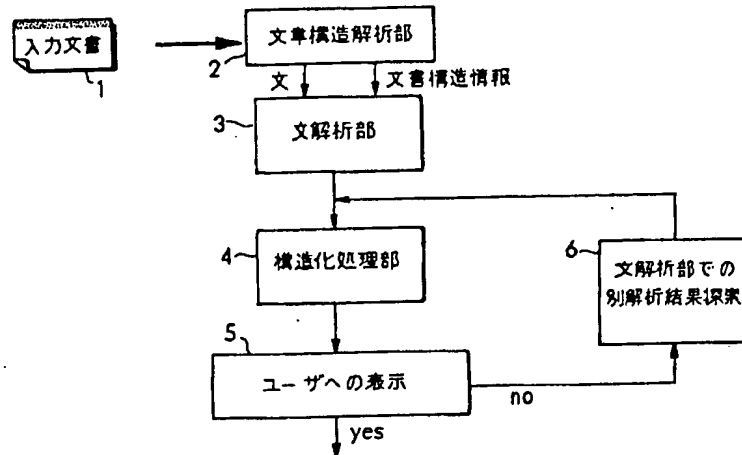 入力文書
1
文章構造解析部
2
文
文書構造情報
3
文解析部
4
構造化処理部
6
文解析部での
別解析結果探索
5
ユーザへの表示
no
yes